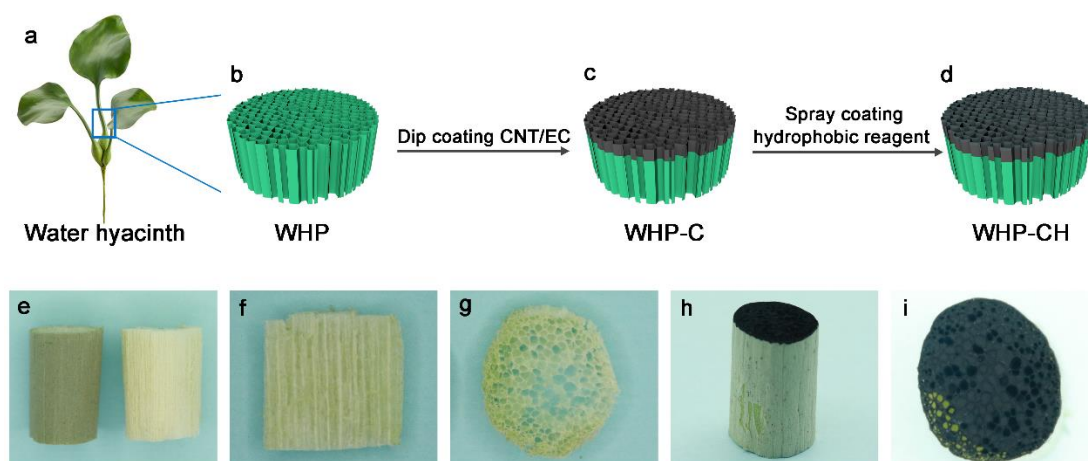 a
b
c
d
Dip coating CNT/EC
Spray coating
hydrophobic reagent
Water hyacinth
WHP
WHP-C
WHP-CH
e
f
g
h
i